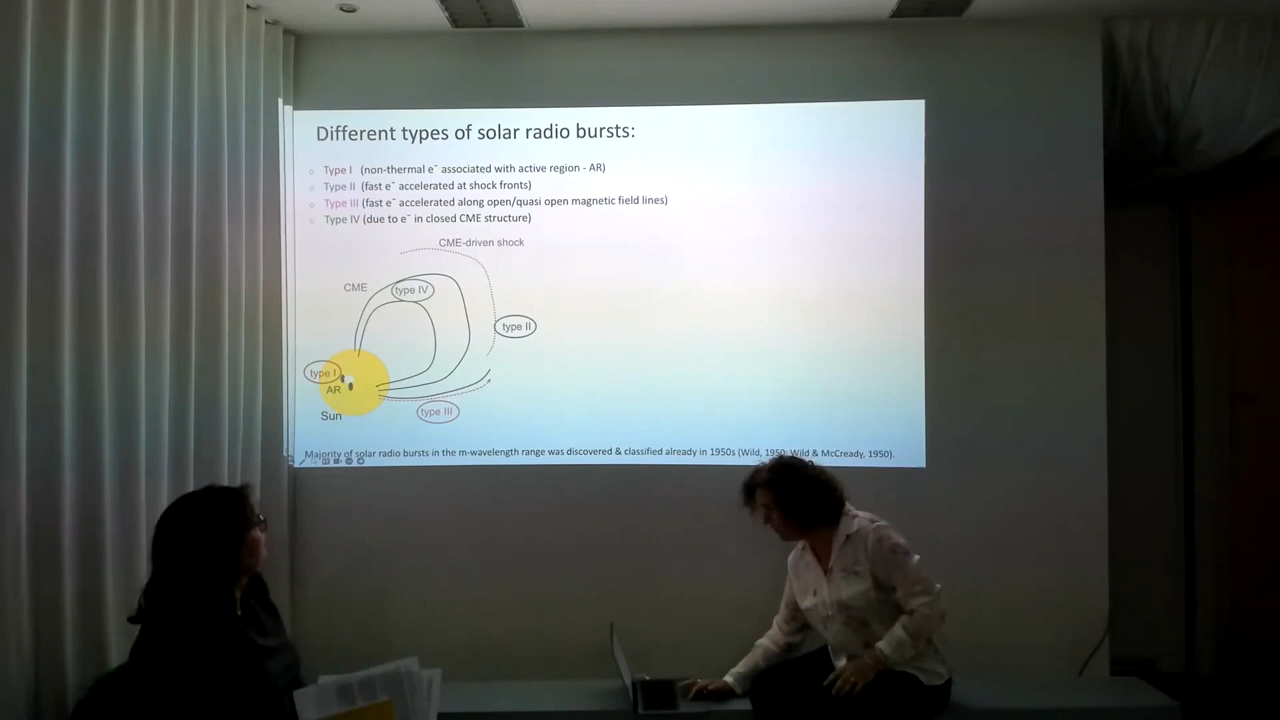 Different types of solar radio bursts:
Type I (non-thermal e⁻ associated with active region - AR)
Type II (fast e⁻ accelerated at shock fronts)
Type III (fast e⁻ accelerated along open/quasi open magnetic field lines)
Type IV (due to e⁻ in closed CME structure)
CME-driven shock
CME
type IV
type II
type I
AR
type III
Sun
Majority of solar radio bursts in the m-wavelength range was discovered & classified already in 1950s (Wild, 1950; Wild & McCready, 1950).